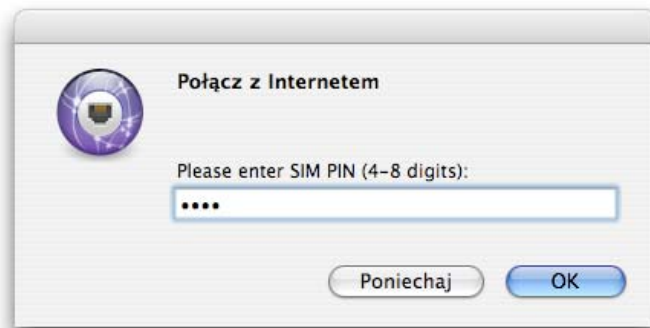 Połącz z Internetem
Please enter SIM PIN (4-8 digits):
••••
Poniechaj
OK